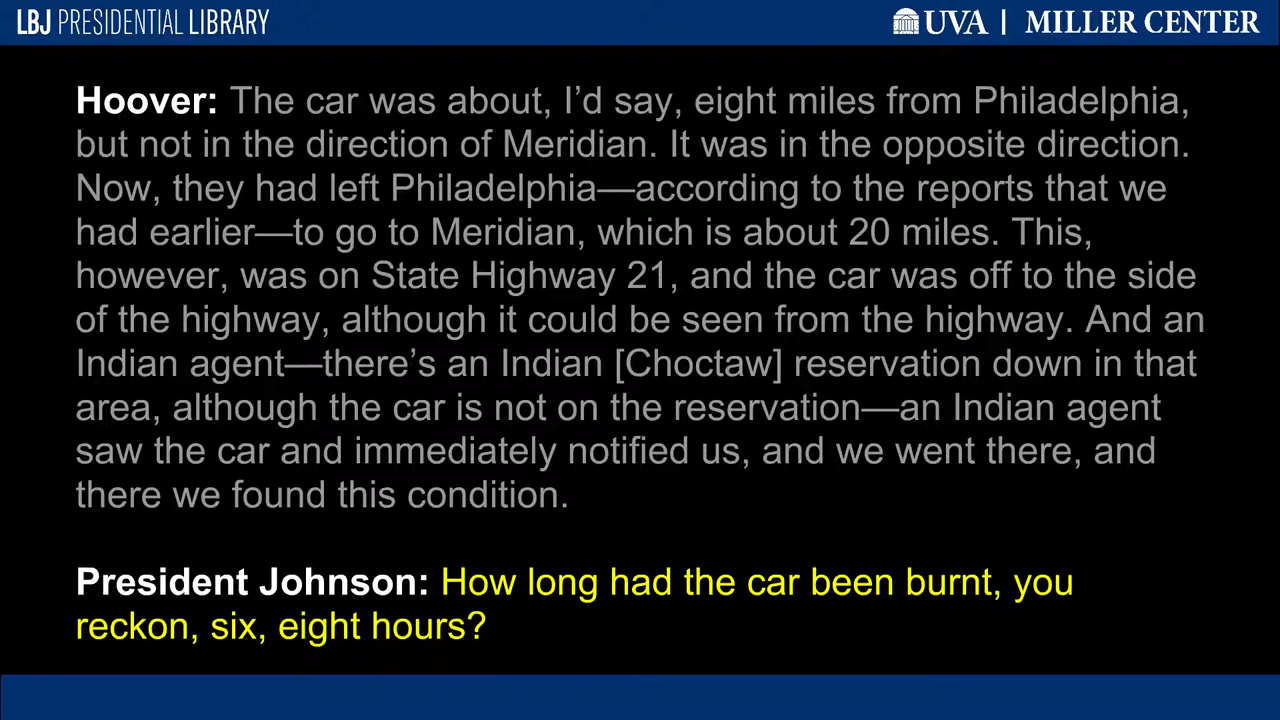 LBJ PRESIDENTIAL LIBRARY
UVA | MILLER CENTER
Hoover: The car was about, I’d say, eight miles from Philadelphia,
but not in the direction of Meridian. It was in the opposite direction.
Now, they had left Philadelphia—according to the reports that we
had earlier—to go to Meridian, which is about 20 miles. This,
however, was on State Highway 21, and the car was off to the side
of the highway, although it could be seen from the highway. And an
Indian agent—there’s an Indian [Choctaw] reservation down in that
area, although the car is not on the reservation—an Indian agent
saw the car and immediately notified us, and we went there, and
there we found this condition.
President Johnson: How long had the car been burnt, you
reckon, six, eight hours?